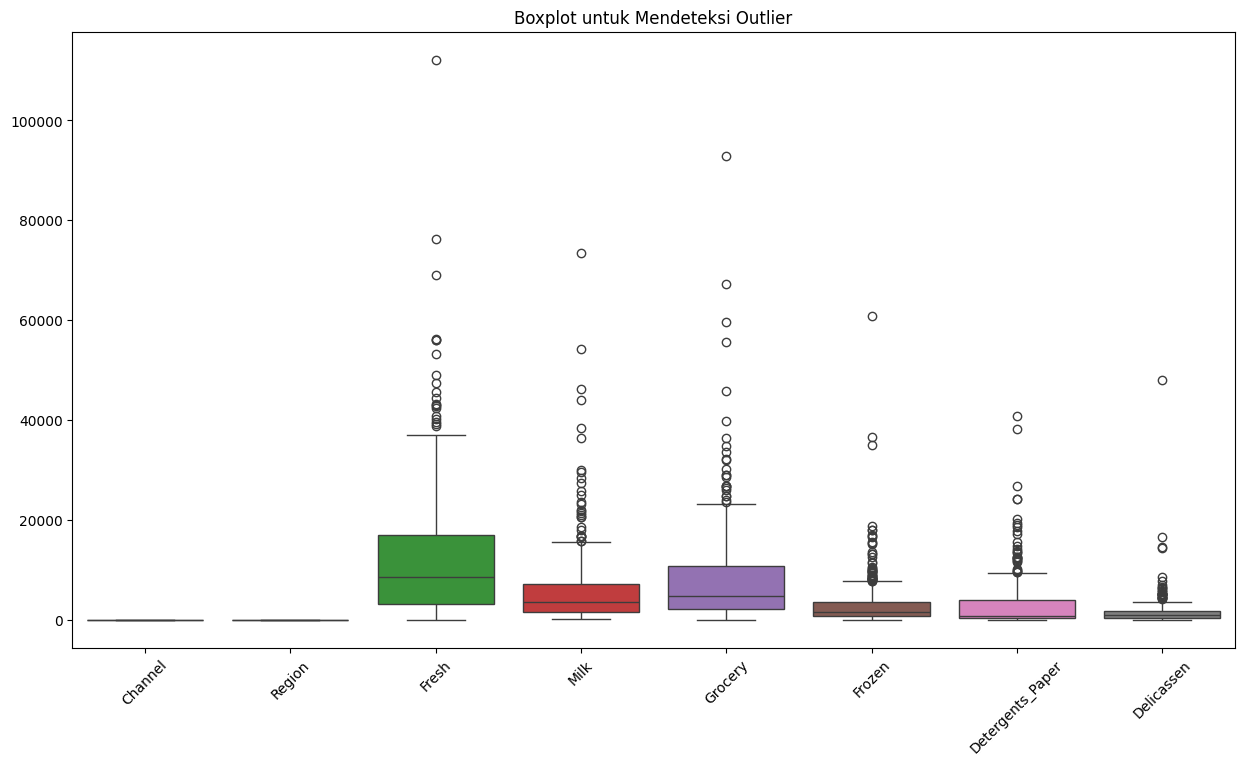 Boxplot untuk Mendeteksi Outlier
100000
80000
60000
40000
20000
0
Channel
Region
Fresh
Milk
Grocery
Frozen
Detergents_Paper
Delicassen